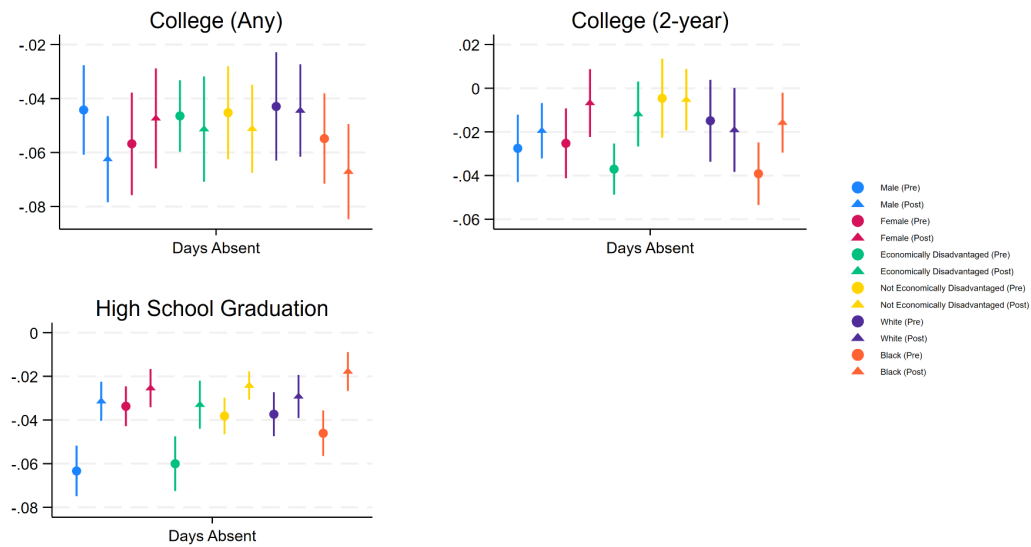 College (Any)
-.02
-.04
-.06
-.08
Days Absent
College (2-year)
.02
0
-.02
-.04
-.06
Days Absent
High School Graduation
0
-.02
-.04
-.06
-.08
Days Absent
Male (Pre)
Male (Post)
Female (Pre)
Female (Post)
Economically Disadvantaged (Pre)
Economically Disadvantaged (Post)
Not Economically Disadvantaged (Pre)
Not Economically Disadvantaged (Post)
White (Pre)
White (Post)
Black (Pre)
Black (Post)